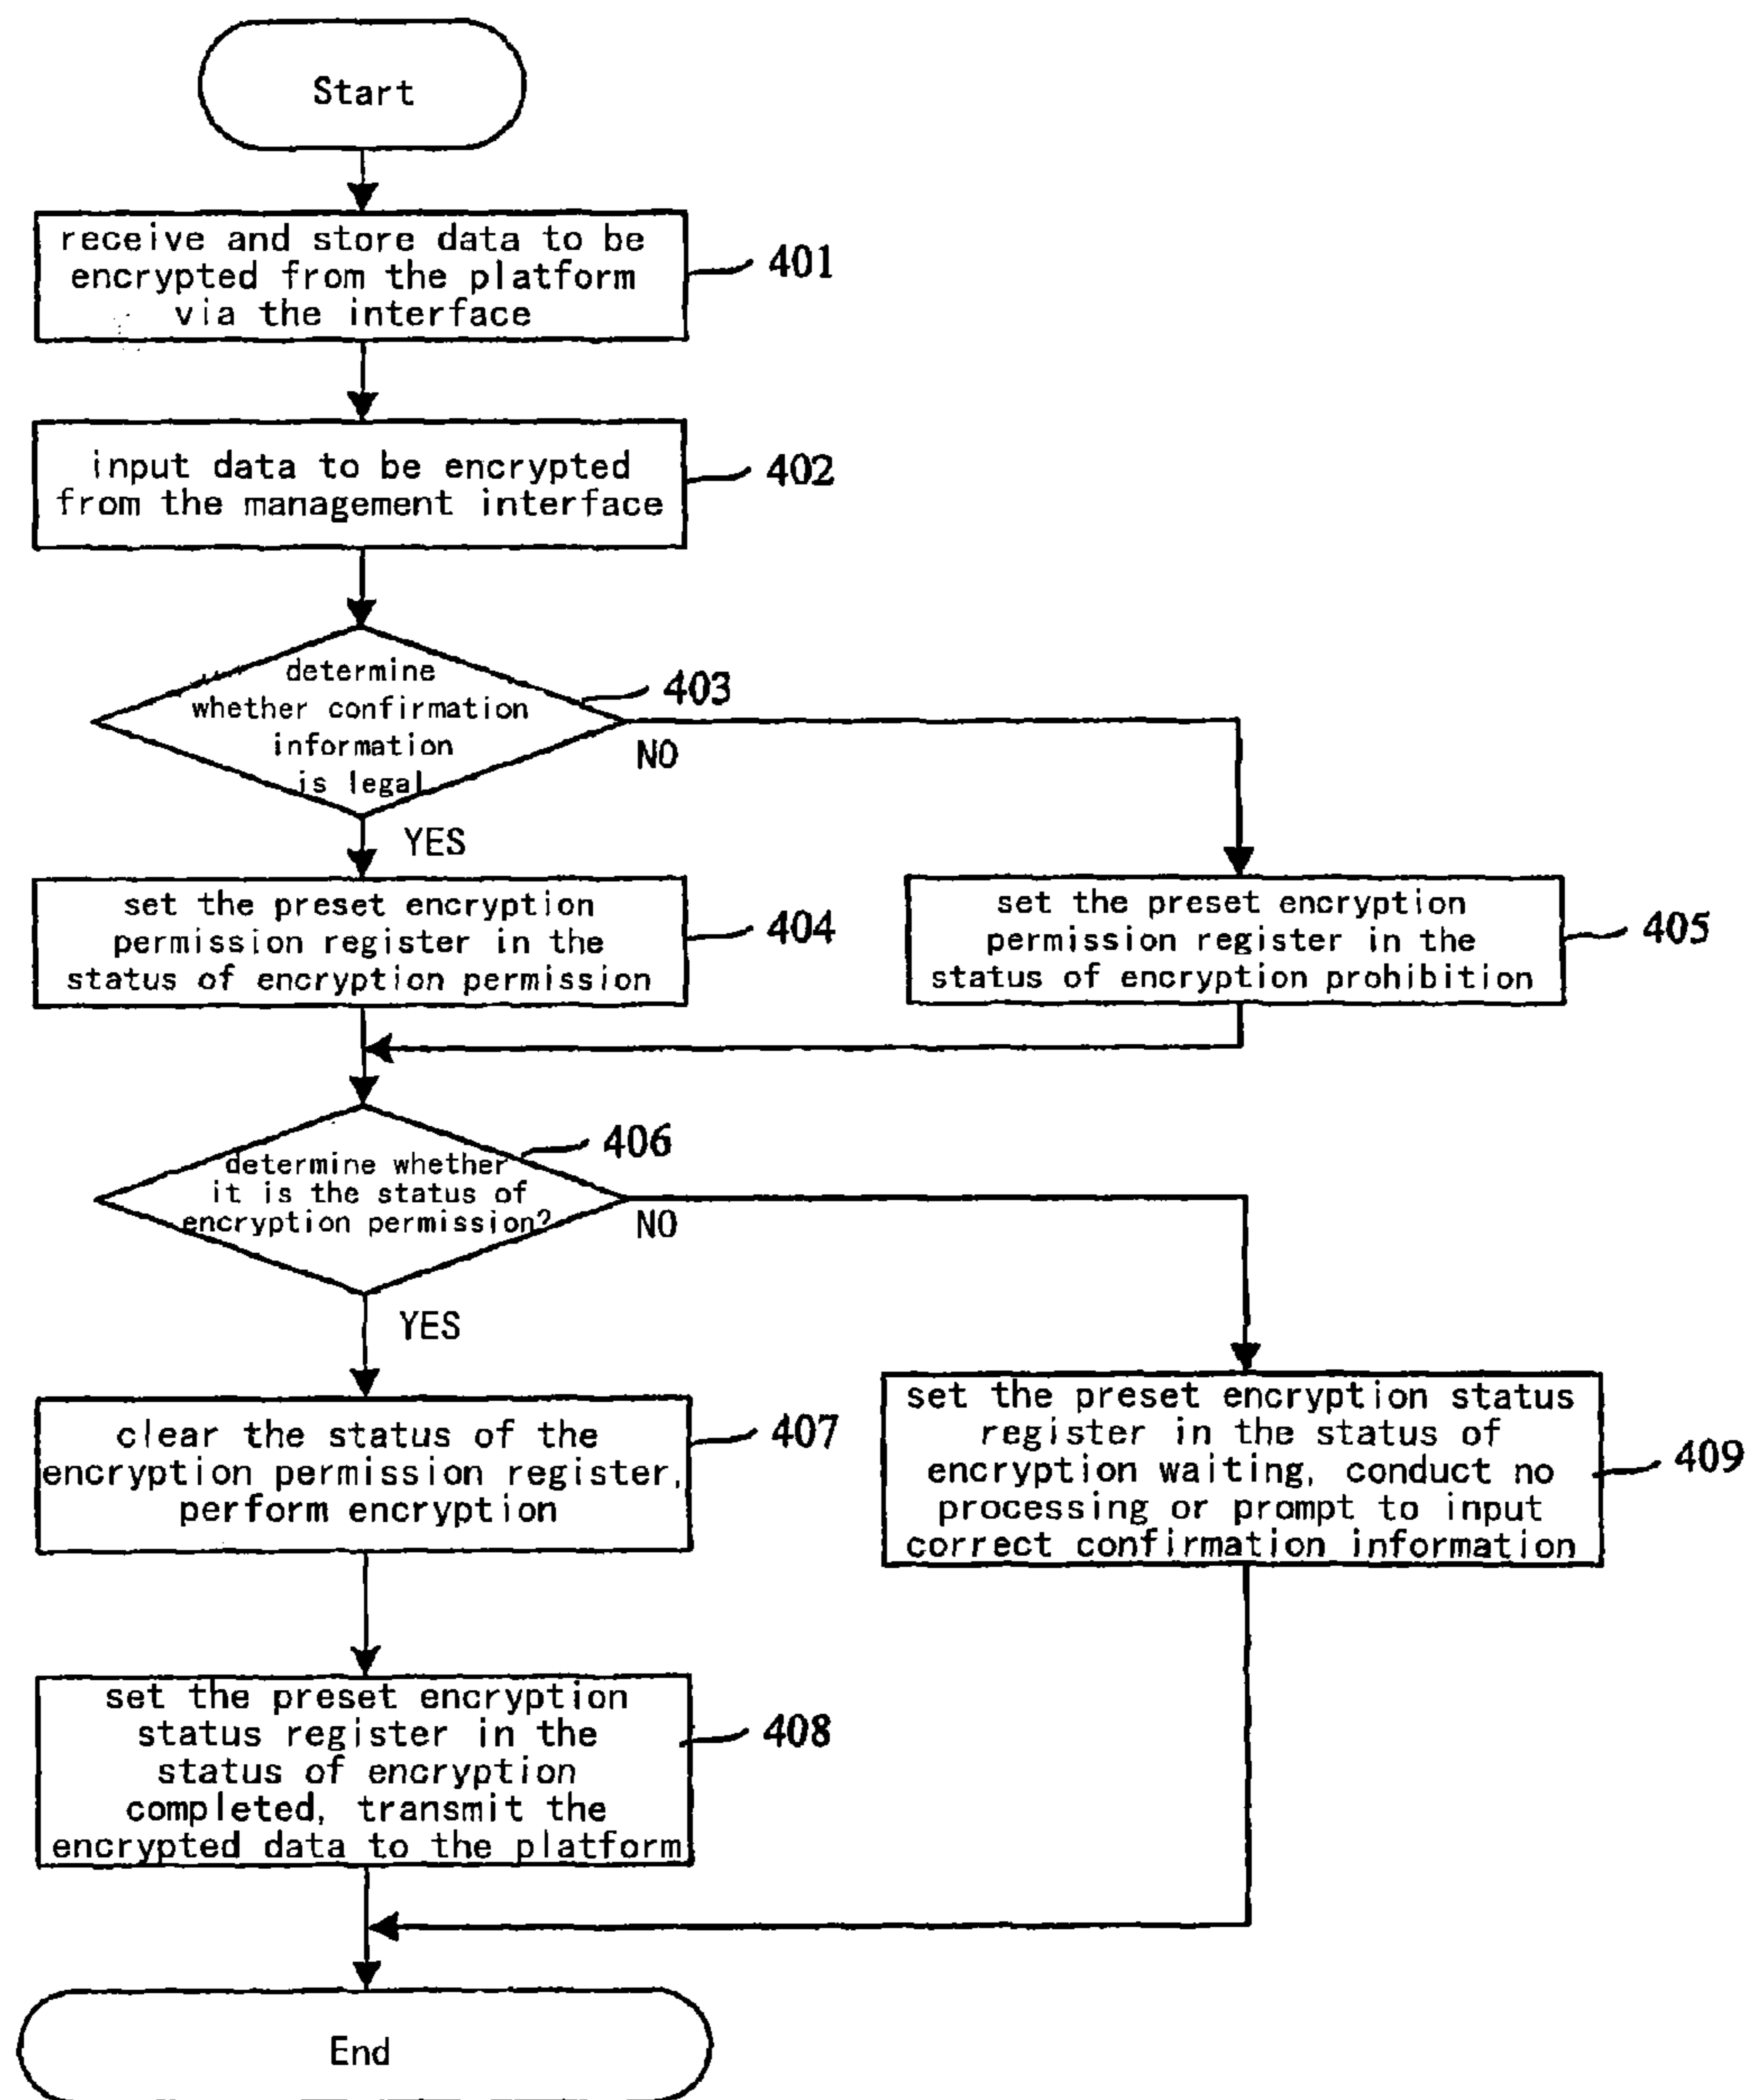 Start
receive and store data to be
encrypted from the platform
via the interface
401
input data to be encrypted
from the management interface
402
determine
whether confirmation
information
is legal
403
NO
YES
set the preset encryption
permission register in the
status of encryption permission
404
set the preset encryption
permission register in the
status of encryption prohibition
405
determine whether
it is the status of
encryption permission?
406
NO
YES
clear the status of the
encryption permission register,
perform encryption
407
set the preset encryption status
register in the status of
encryption waiting, conduct no
processing or prompt to input
correct confirmation information
409
set the preset encryption
status register in the
status of encryption
completed, transmit the
encrypted data to the platform
408
End